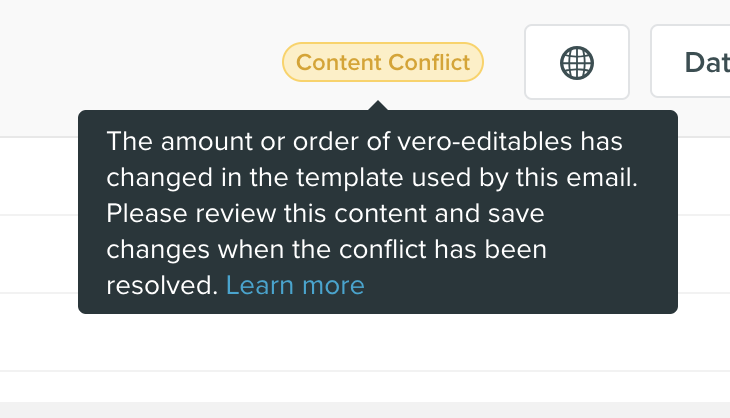 Content Conflict
Dat
The amount or order of vero-editables has
changed in the template used by this email.
Please review this content and save
changes when the conflict has been
resolved. Learn more